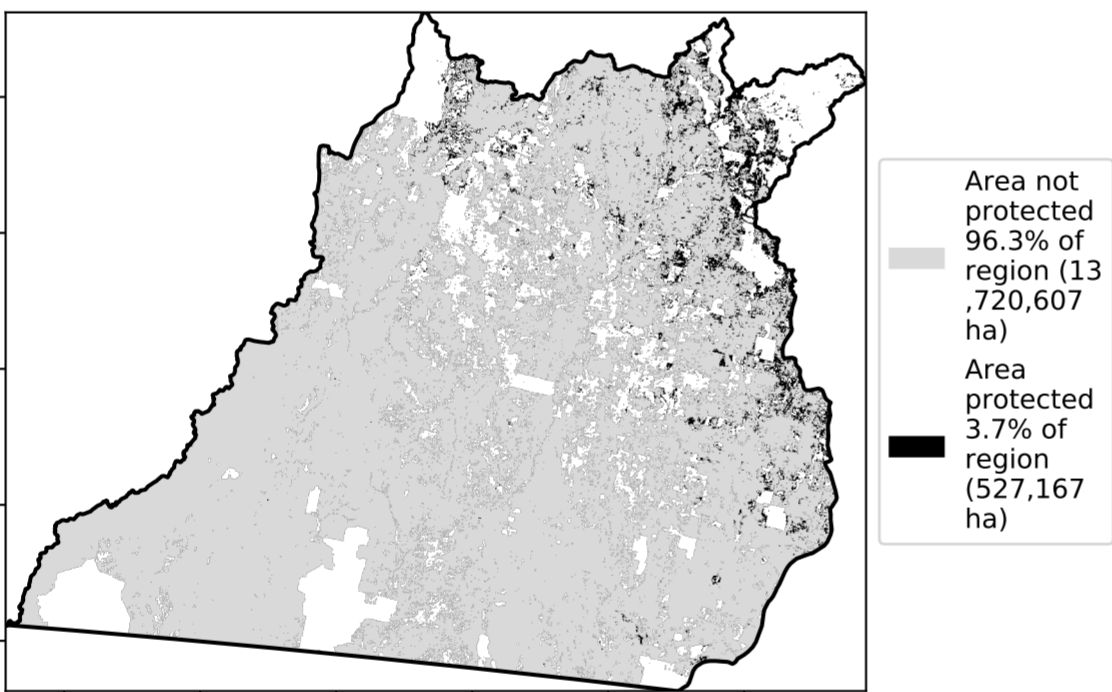 Area not
protected
96.3% of
region (13
,720,607
ha)
Area
protected
3.7% of
region
(527,167
ha)